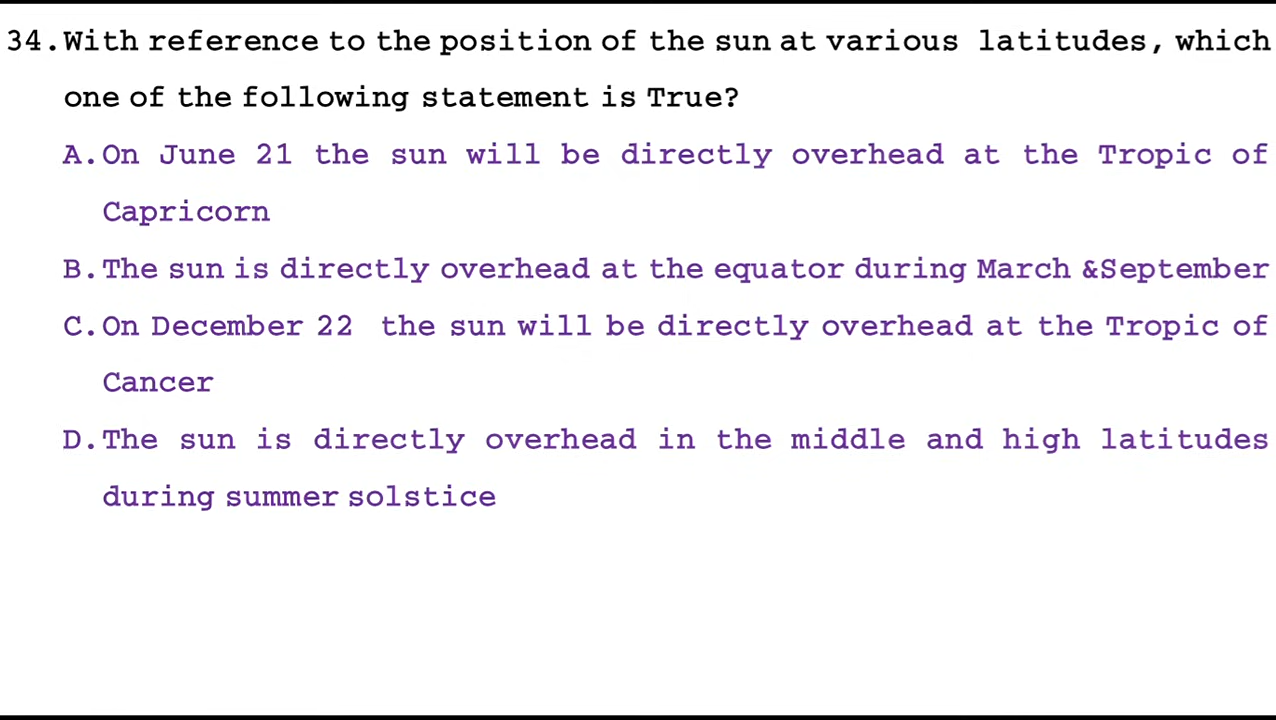 34.With reference to the position of the sun at various latitudes, which
one of the following statement is True?
A.On June 21 the sun will be directly overhead at the Tropic of
Capricorn
B.The sun is directly overhead at the equator during March &September
C.On December 22 the sun will be directly overhead at the Tropic of
Cancer
D.The sun is directly overhead in the middle and high latitudes
during summer solstice